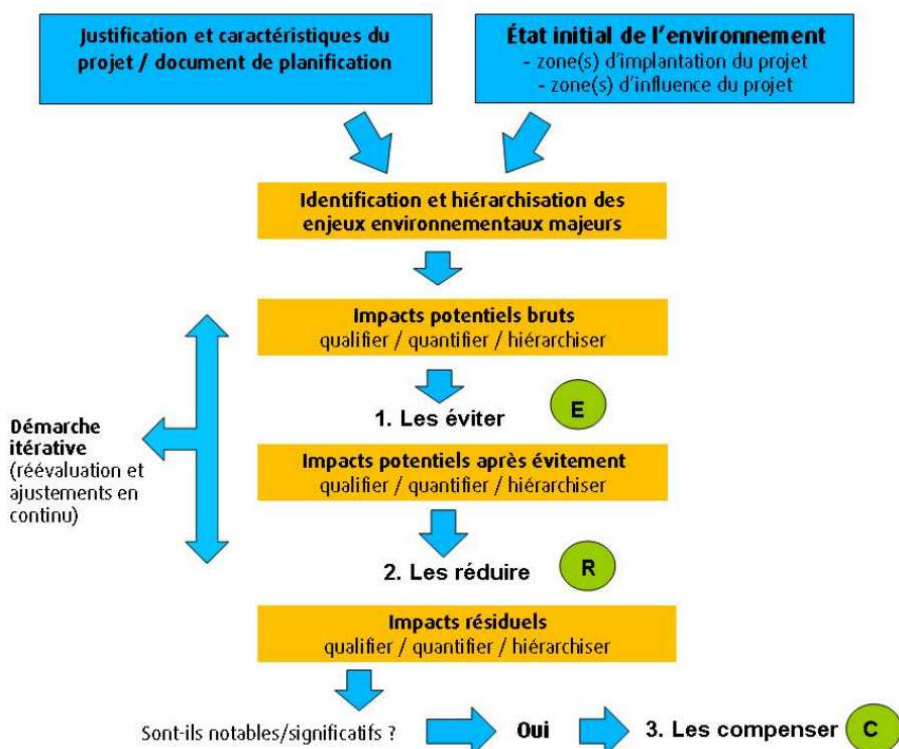 Justification et caractéristiques du
projet / document de planification
État initial de l'environnement
- zone(s) d'implantation du projet
- zone(s) d'influence du projet
Identification et hiérarchisation des
enjeux environnementaux majeurs
Impacts potentiels bruts
qualifier / quantifier / hiérarchiser
1. Les éviter
E
Démarche
itérative
(réévaluation et
ajustements en
continu)
Impacts potentiels après évitement
qualifier / quantifier / hiérarchiser
2. Les réduire
R
Impacts résiduels
qualifier / quantifier / hiérarchiser
Sont-ils notables/significatifs ?
Oui
3. Les compenser
C